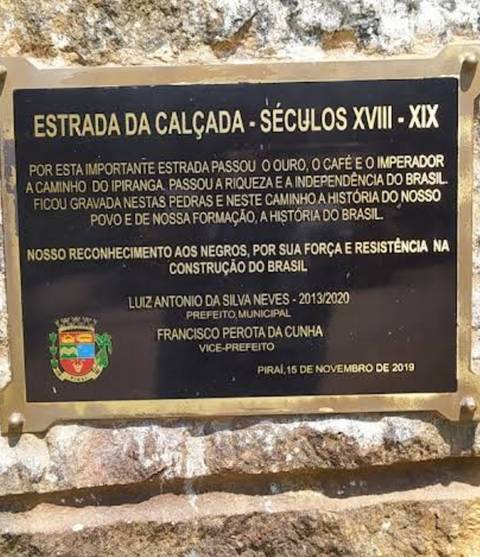 ESTRADA DA CALÇADA - SÉCULOS XVIII - XIX
POR ESTA IMPORTANTE ESTRADA PASSOU O OURO, O CAFÉ E O IMPERADOR
A CAMINHO DO IPIRANGA. PASSOU A RIQUEZA E A INDEPENDÊNCIA DO BRASIL.
FICOU GRAVADA NESTAS PEDRAS E NESTE CAMINHO A HISTÓRIA DO NOSSO
POVO E DE NOSSA FORMAÇÃO, A HISTÓRIA DO BRASIL.
NOSSO RECONHECIMENTO AOS NEGROS, POR SUA FORÇA E RESISTÊNCIA NA
CONSTRUÇÃO DO BRASIL
LUIZ ANTONIO DA SILVA NEVES - 2013/2020
PREFEITO MUNICIPAL
FRANCISCO PEROTA DA CUNHA
VICE-PREFEITO
PIRAÍ, 15 DE NOVEMBRO DE 2019
PIRAÍ